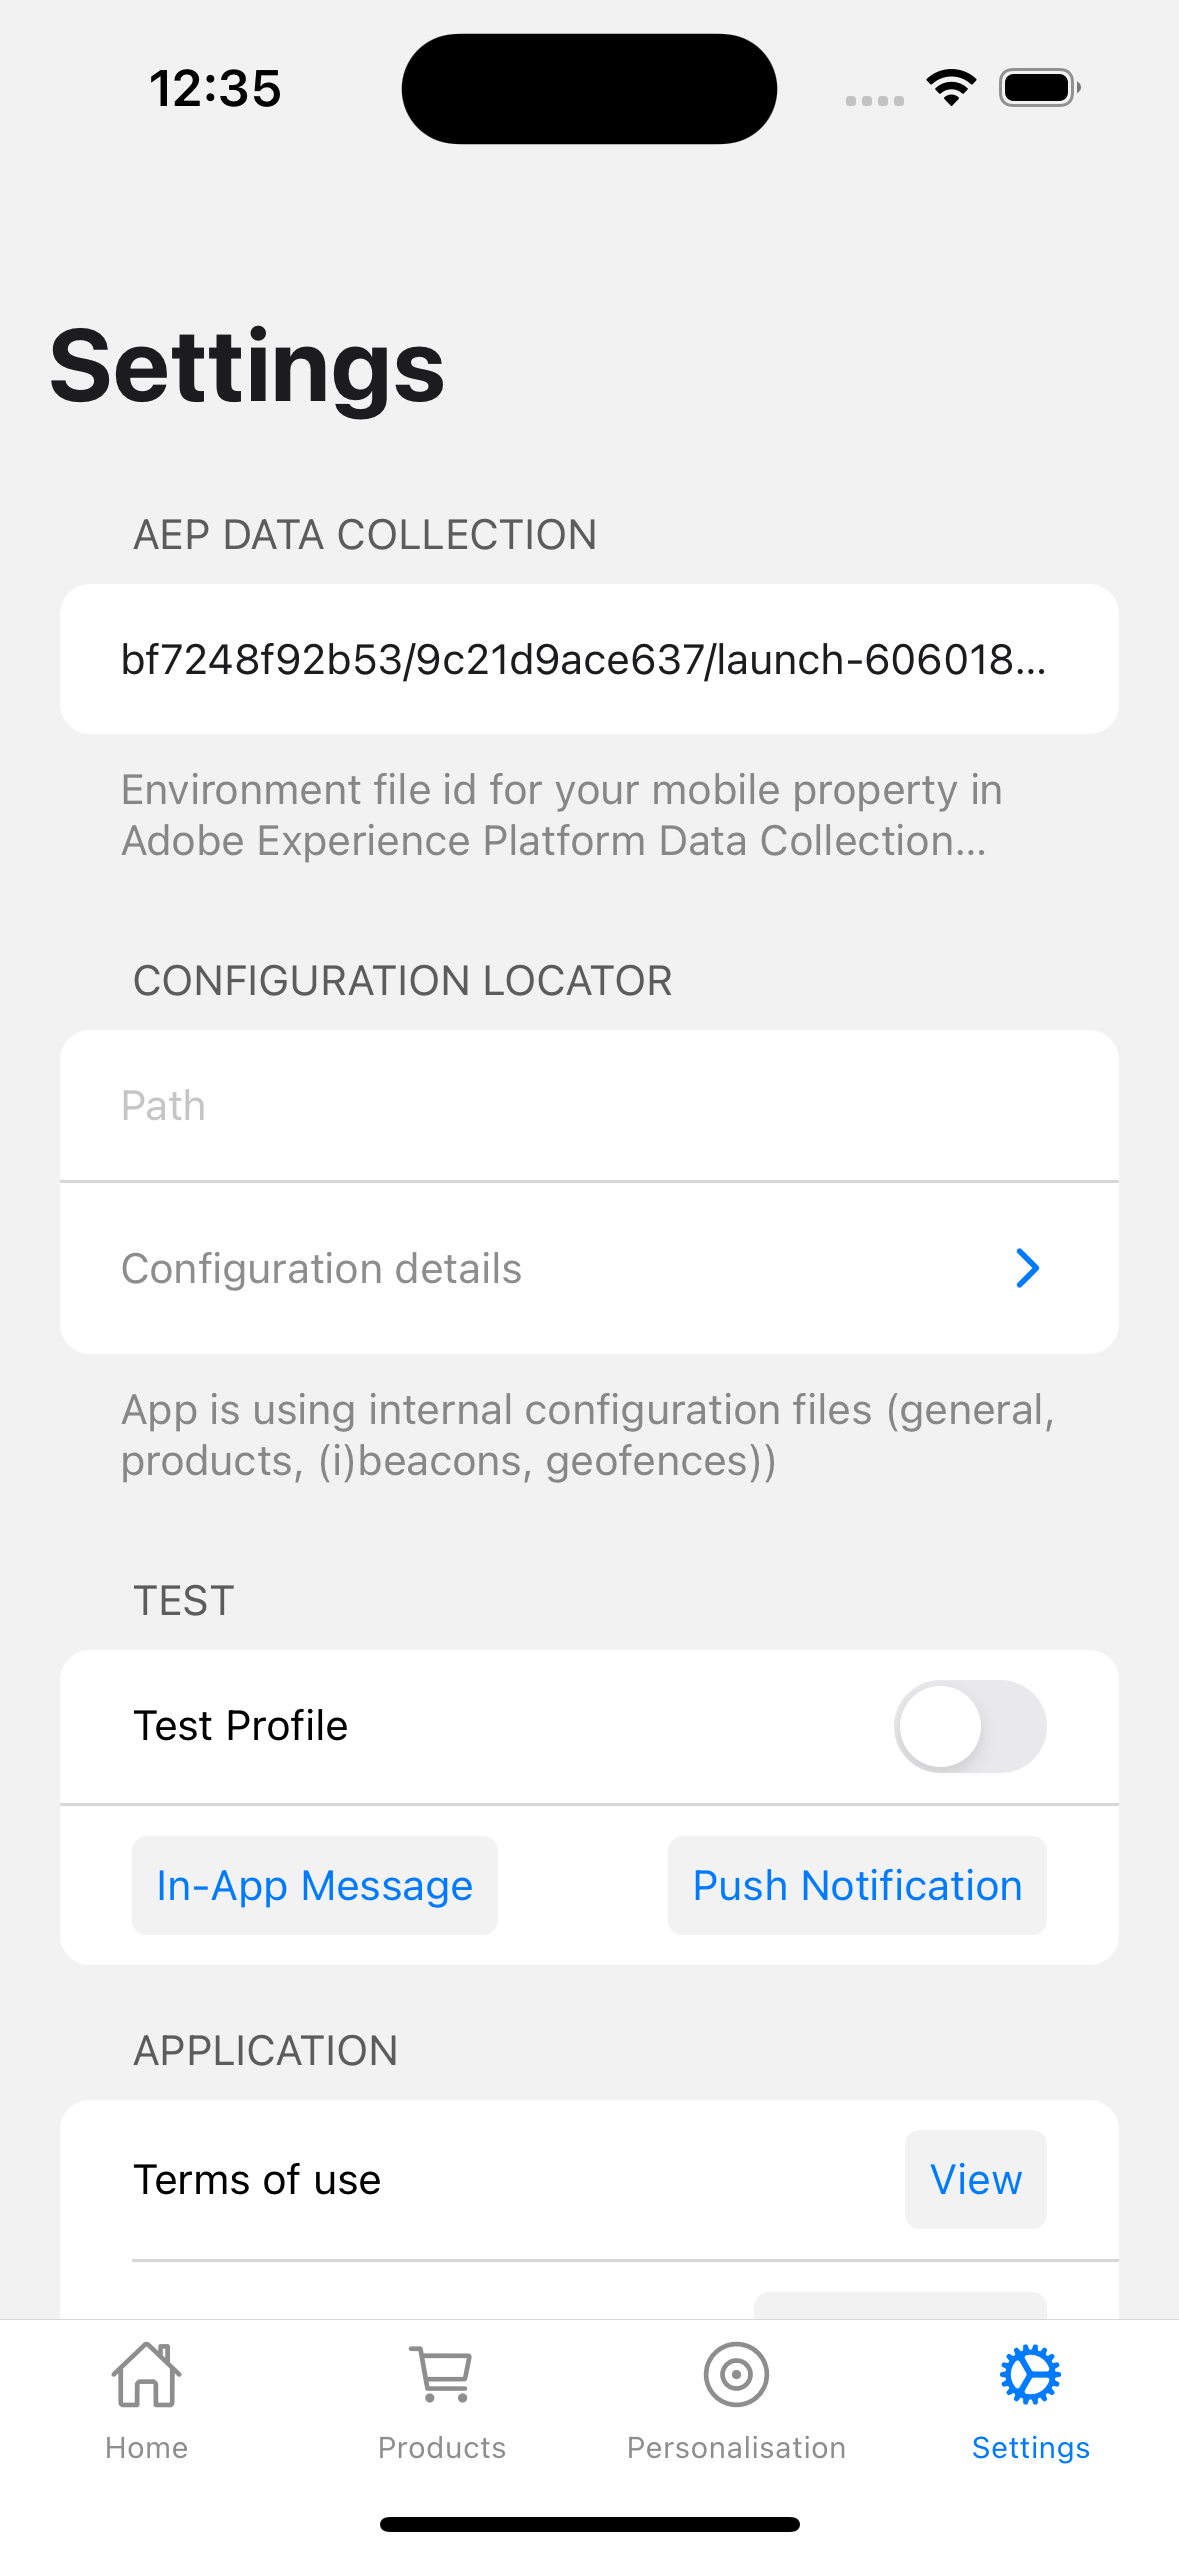 12:35
Settings
AEP DATA COLLECTION
bf7248f92b53/9c21d9ace637/launch-606018...
Environment file id for your mobile property in
Adobe Experience Platform Data Collection...
CONFIGURATION LOCATOR
Path
Configuration details
App is using internal configuration files (general,
products, (i)beacons, geofences))
TEST
Test Profile
In-App Message
Push Notification
APPLICATION
Terms of use
View
Home
Products
Personalisation
Settings